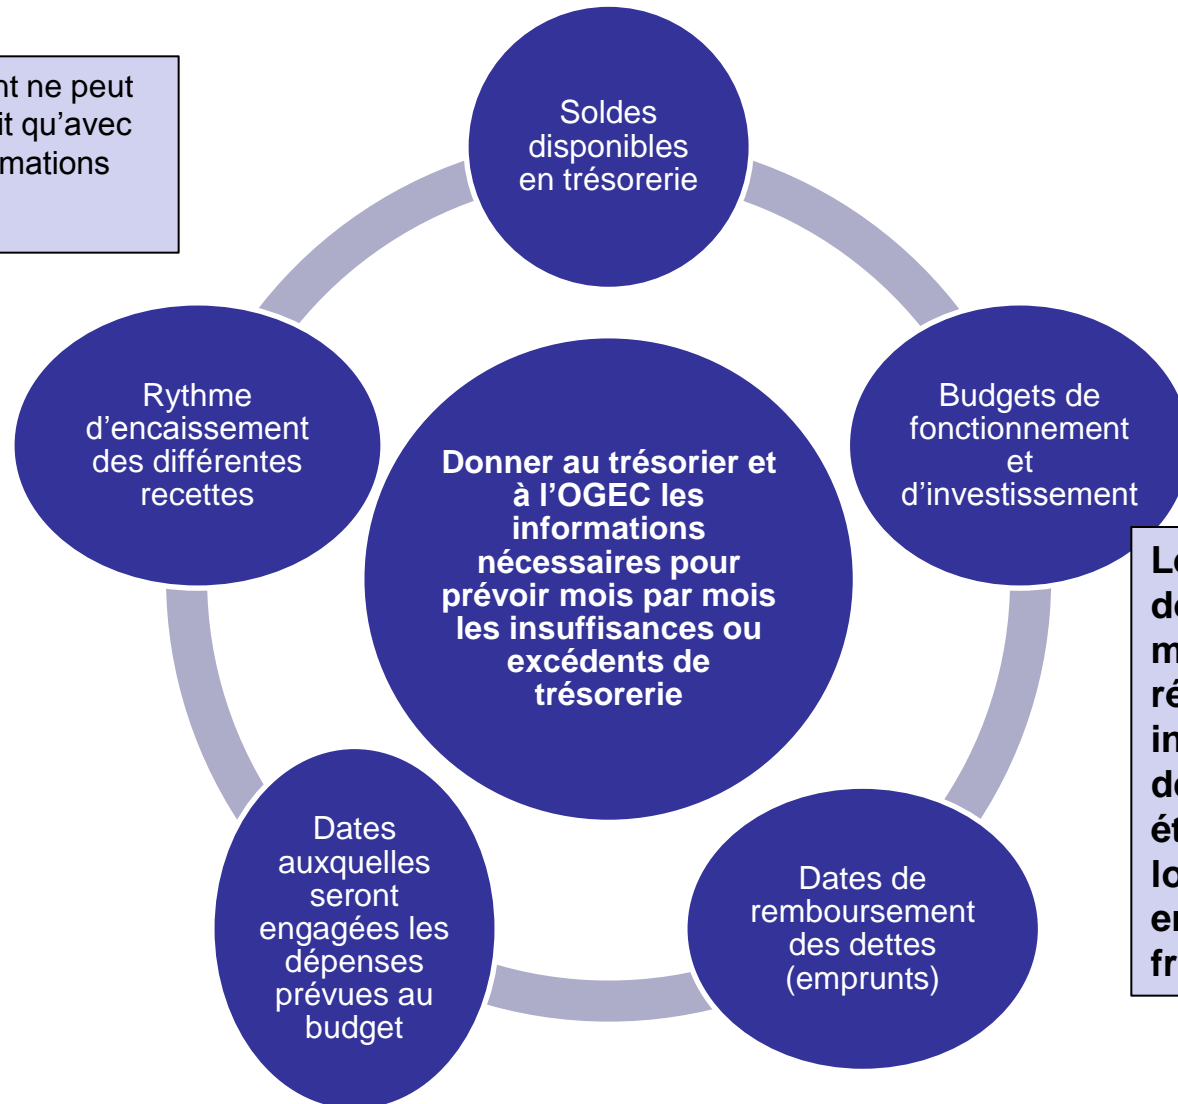 nt ne peut
it qu'avec
mations
Soldes
disponibles
en trésorerie
Rythme
d'encaissement
des différentes
recettes
Budgets de
fonctionnement
et
d'investissement
Donner au trésorier et
à l'OGEC les
informations
nécessaires pour
prévoir mois par mois
les insuffisances ou
excédents de
trésorerie
Dates
auxquelles
seront
engagées les
dépenses
prévues au
budget
Dates de
remboursement
des dettes
(emprunts)